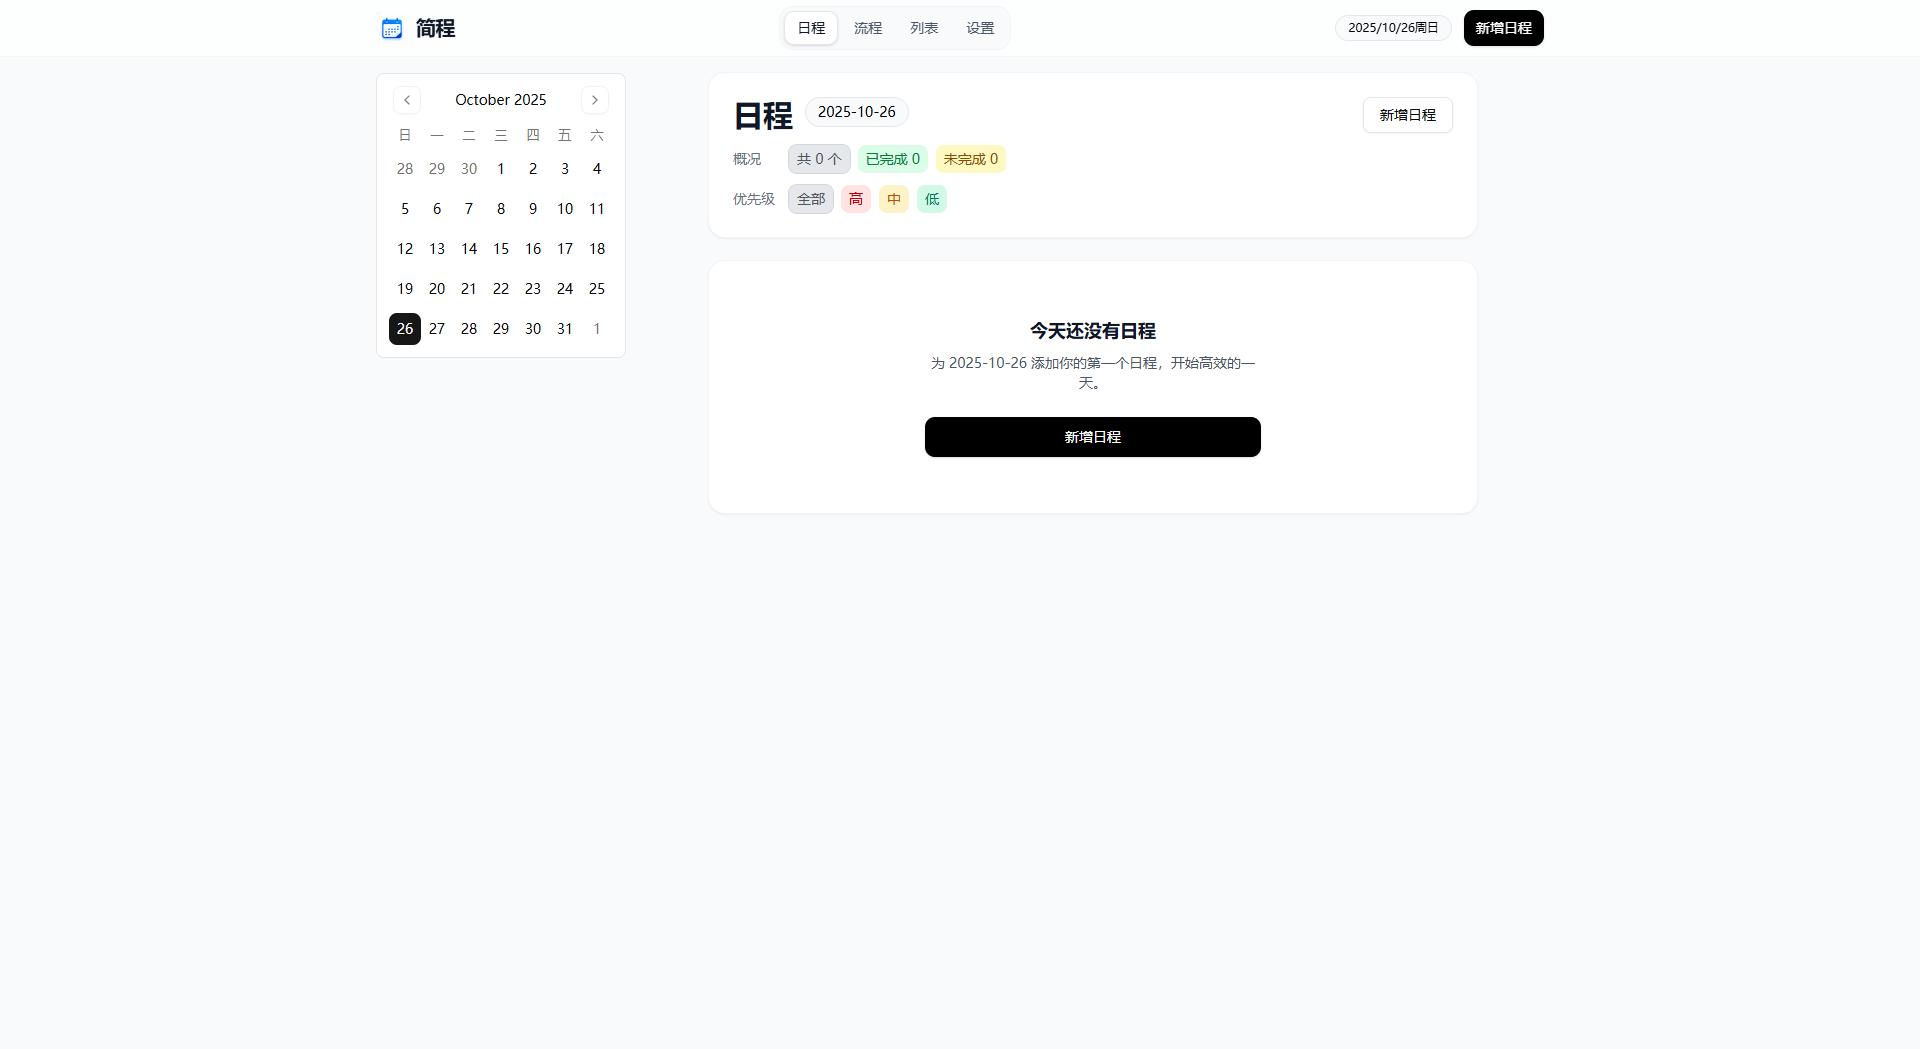 简程
日程 流程 列表 设置
2025/10/26周日
新增日程
October 2025
日 一 二 三 四 五 六
28 29 30 1 2 3 4
5 6 7 8 9 10 11
12 13 14 15 16 17 18
19 20 21 22 23 24 25
26 27 28 29 30 31 1
日程 2025-10-26
新增日程
概况 共 0 个 已完成 0 未完成 0
优先级 全部 高 中 低
今天还没有日程
为 2025-10-26 添加你的第一个日程，开始高效的一
天。
新增日程